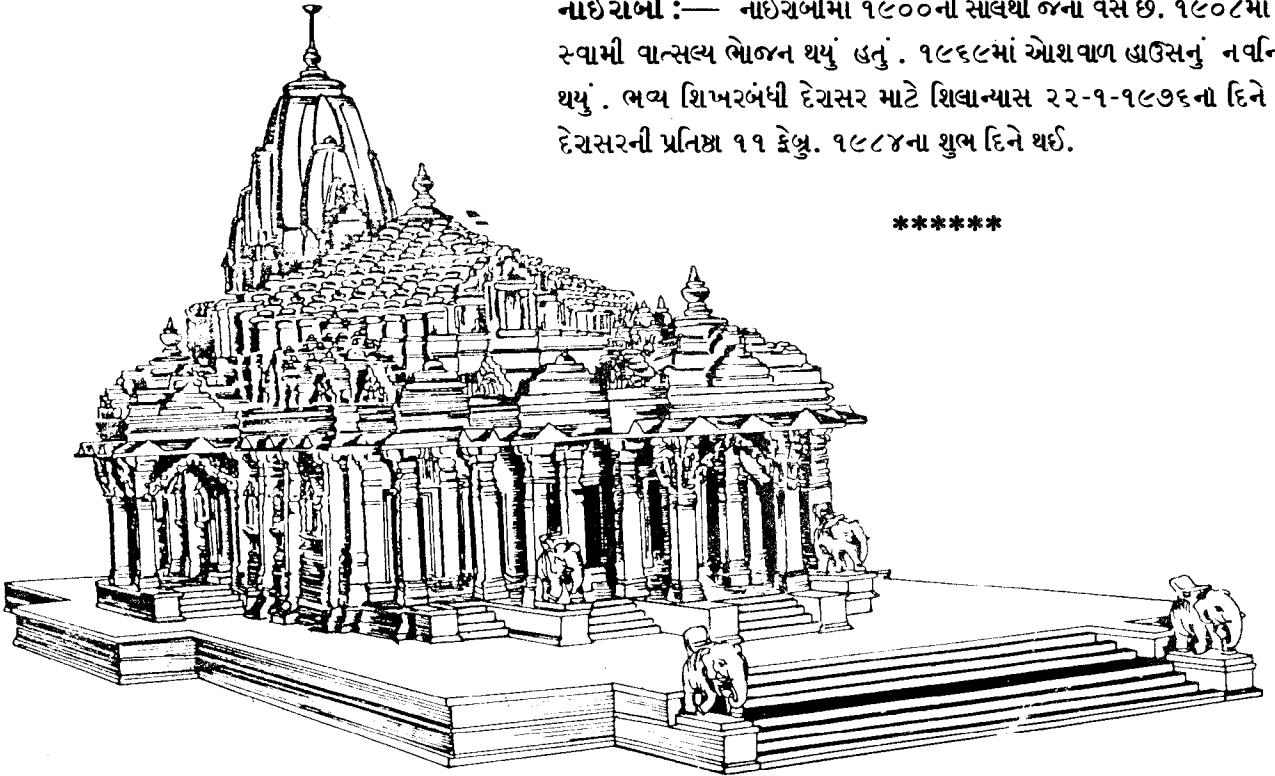 નાઇરોબી :— નાઇરોબીમાં ૧૯૦૦ની સાલથી જૈનો વસે છે. ૧૯૦૮માં
સ્વામી વાત્સલ્ય ભોજન થયું હતું . ૧૯૬૯માં ઓશવાળ હાઉસનું
થયું . ભવ્ય શિખરબંધી દેરાસર માટે શિલાન્યાસ ૨૨-૧-૧૯૭૬ના દિને
દેરાસરની પ્રતિષ્ઠા ૧૧ ફેબ્રુ. ૧૯૮૪ના શુભ દિને થઈ.
******